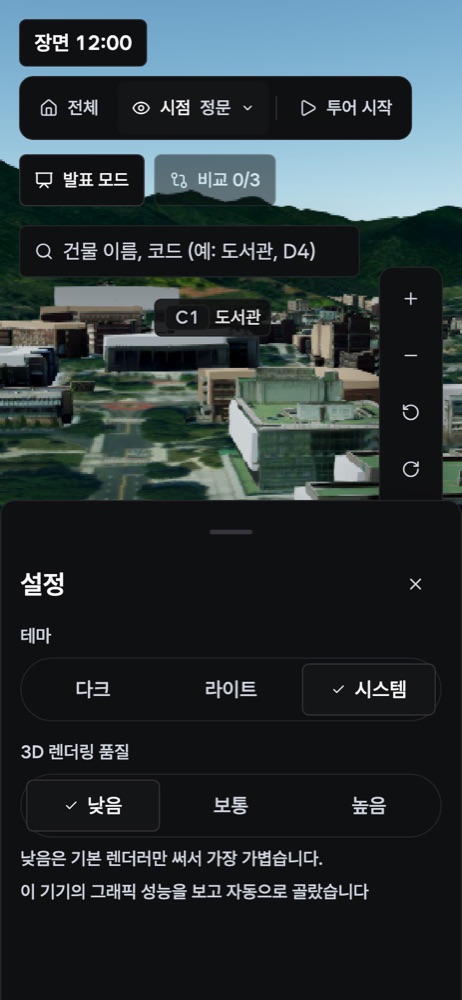 장면 12:00
전체 시점 정문 투어 시작
발표 모드 비교 0/3
건물 이름, 코드 (예: 도서관, D4)
C1 도서관
설정
테마
다크 라이트 시스템
3D 렌더링 품질
낮음 보통 높음
낮음은 기본 렌더러만 써서 가장 가볍습니다.
이 기기의 그래픽 성능을 보고 자동으로 골랐습니다